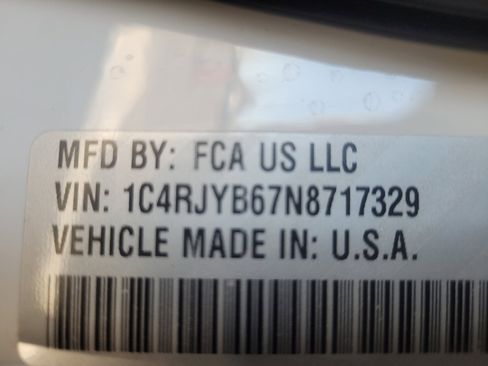 MFD BY: FCA US LLC
VIN: 1C4RJYB67N8717329
VEHICLE MADE IN: U.S.A.